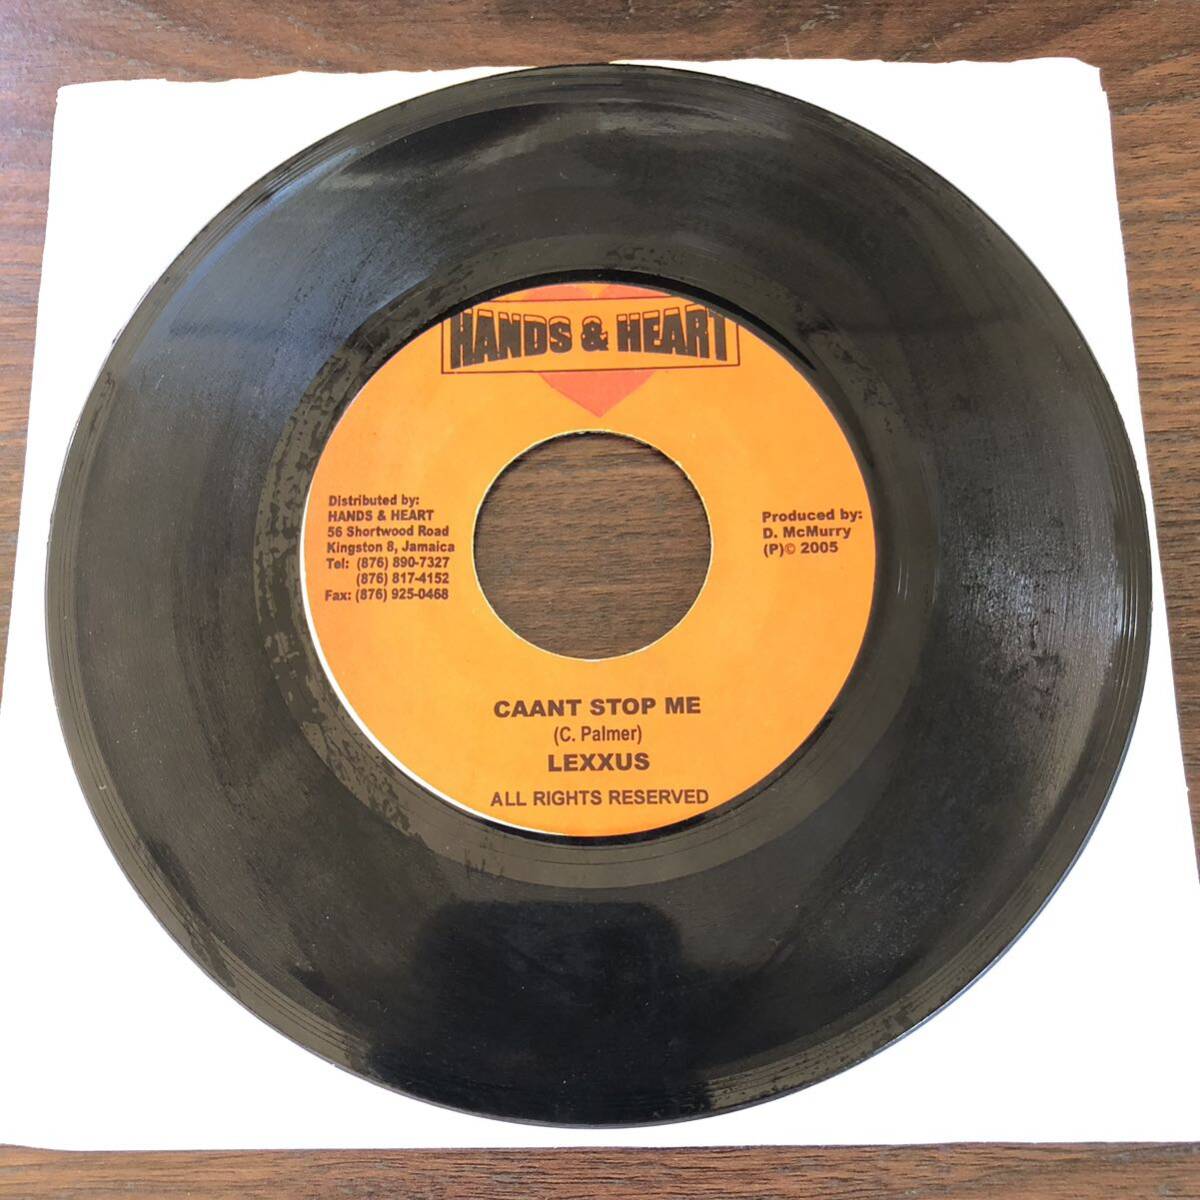 HANDS & HEART
Distributed by:
HANDS & HEART
56 Shortwood Road
Kingston 8, Jamaica
Tel: (876) 890-7327
(876) 817-4152
Fax: (876) 925-0468
Produced by:
D. McMurry
(P)© 2005
CAANT STOP ME
(C. Palmer)
LEXXUS
ALL RIGHTS RESERVED